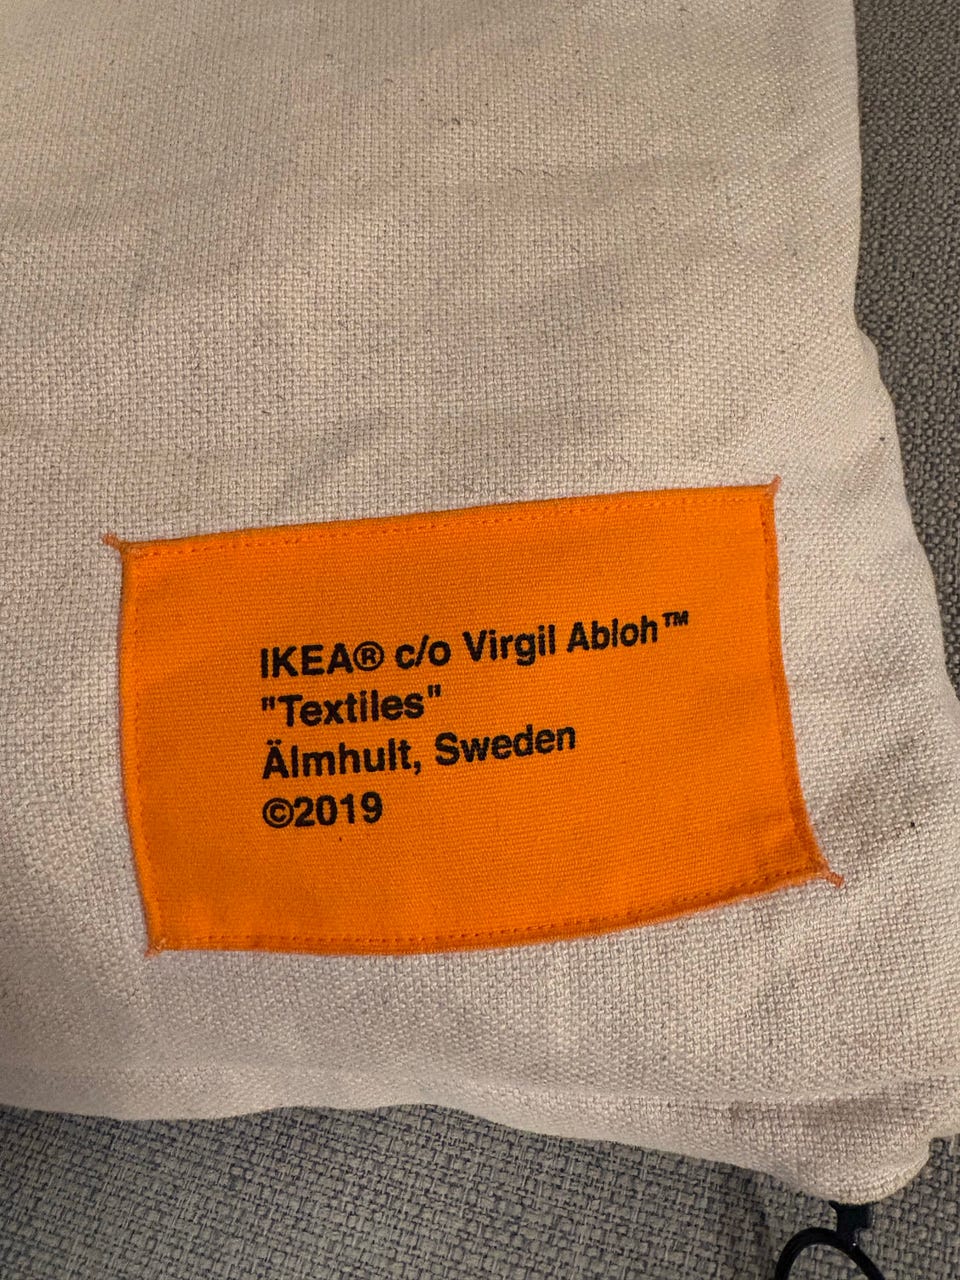 IKEA® c/o Virgil Abloh™
"Textiles"
Älmhult, Sweden
©2019